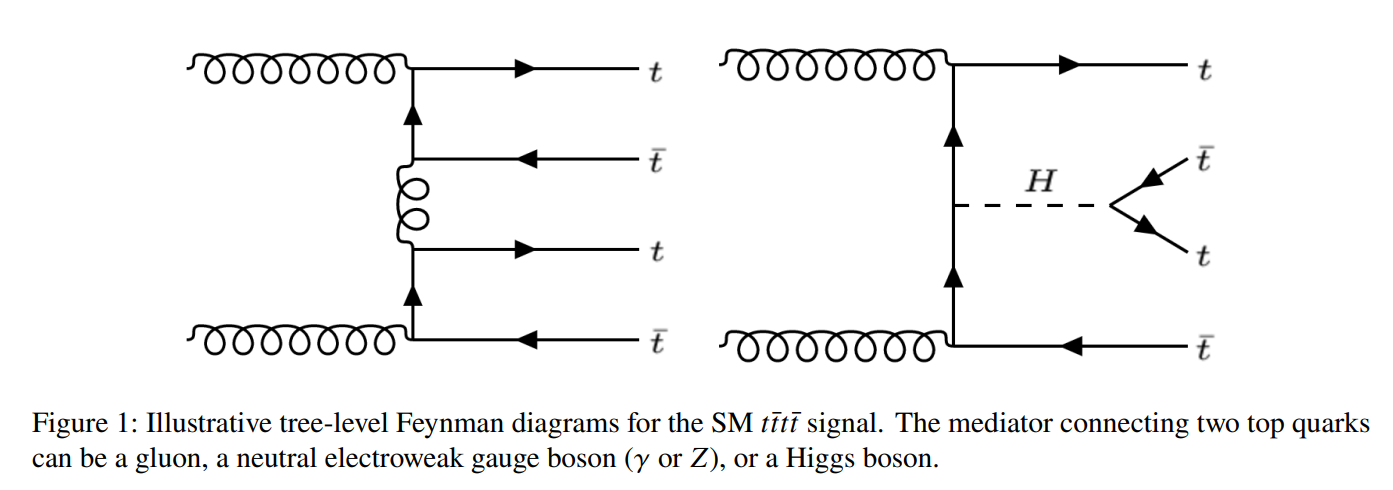 t t
t̄ t̄
H
t t
t̄ t̄
Figure 1: Illustrative tree-level Feynman diagrams for the SM tt̄tt̄ signal. The mediator connecting two top quarks
can be a gluon, a neutral electroweak gauge boson (γ or Z), or a Higgs boson.